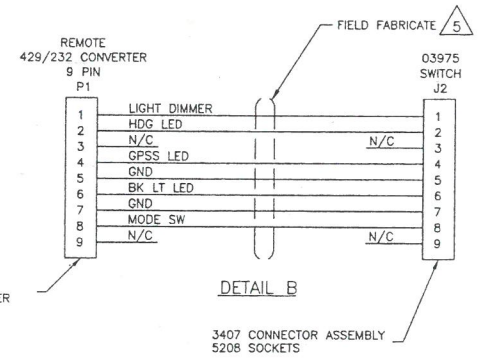 FIELD FABRICATE 5
REMOTE
429/232 CONVERTER
9 PIN
P1
03975
SWITCH
J2
1 LIGHT DIMMER 1
2 HDG LED 2
3 N/C N/C 3
4 GPSS LED 4
5 GND 5
6 BK LT LED 6
7 GND 7
8 MODE SW 8
9 N/C N/C 9
DETAIL B
ER
3407 CONNECTOR ASSEMBLY
5208 SOCKETS